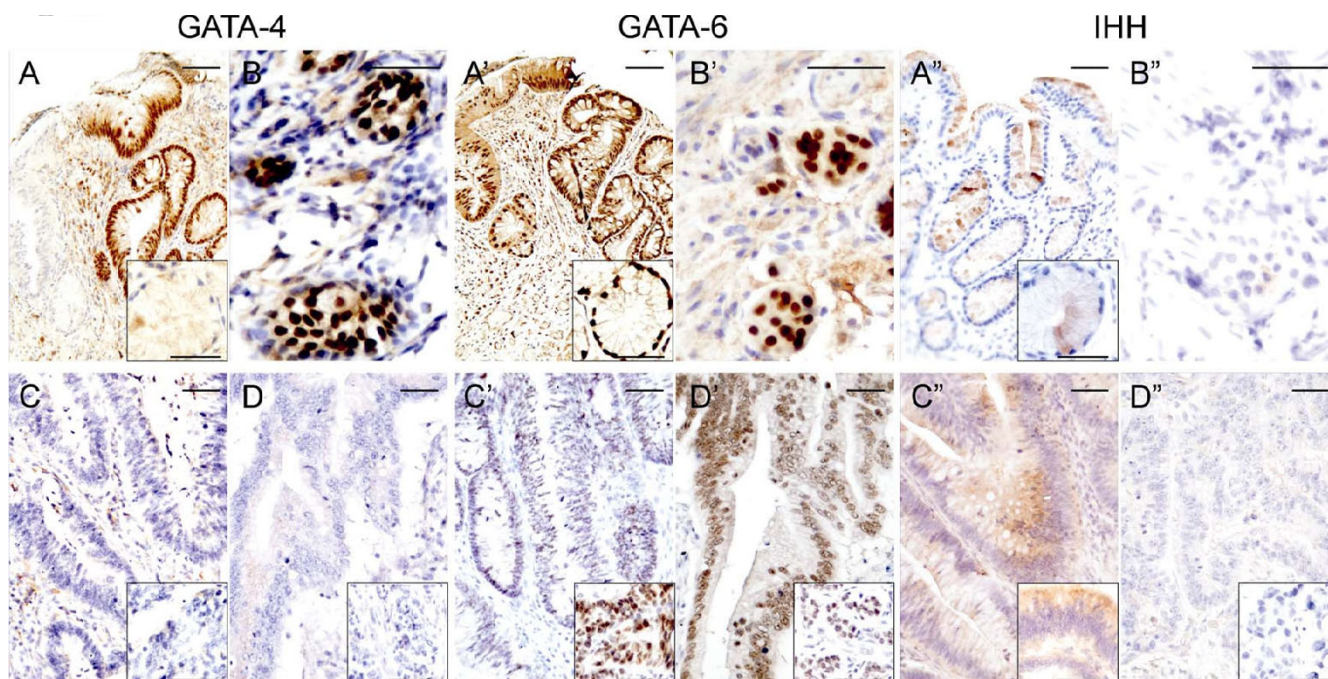 GATA-4 GATA-6 IHH
A B A’ B’ A” B”
C D C’ D’ C” D”